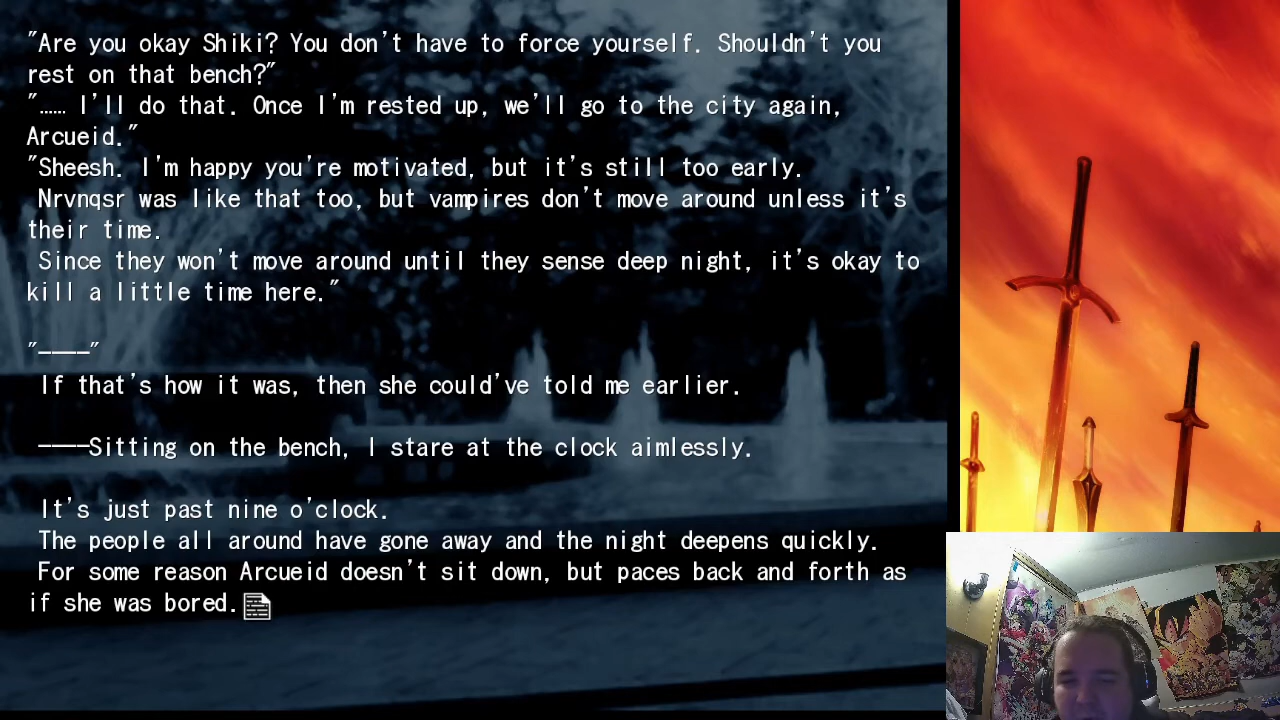 "Are you okay Shiki? You don't have to force yourself. Shouldn't you
rest on that bench?"
"…… I'll do that. Once I'm rested up, we'll go to the city again,
Arcueid."
"Sheesh. I'm happy you're motivated, but it's still too early.
Nrvnqsr was like that too, but vampires don't move around unless it's
their time.
Since they won't move around until they sense deep night, it's okay to
kill a little time here."
"————"
If that's how it was, then she could've told me earlier.
————Sitting on the bench, I stare at the clock aimlessly.
It's just past nine o'clock.
The people all around have gone away and the night deepens quickly.
For some reason Arcueid doesn't sit down, but paces back and forth as
if she was bored.